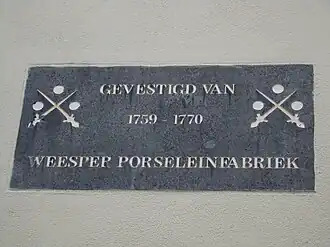 GEVESTIGD VAN
1759 - 1770
WEESPER PORSELEINFABRIEK